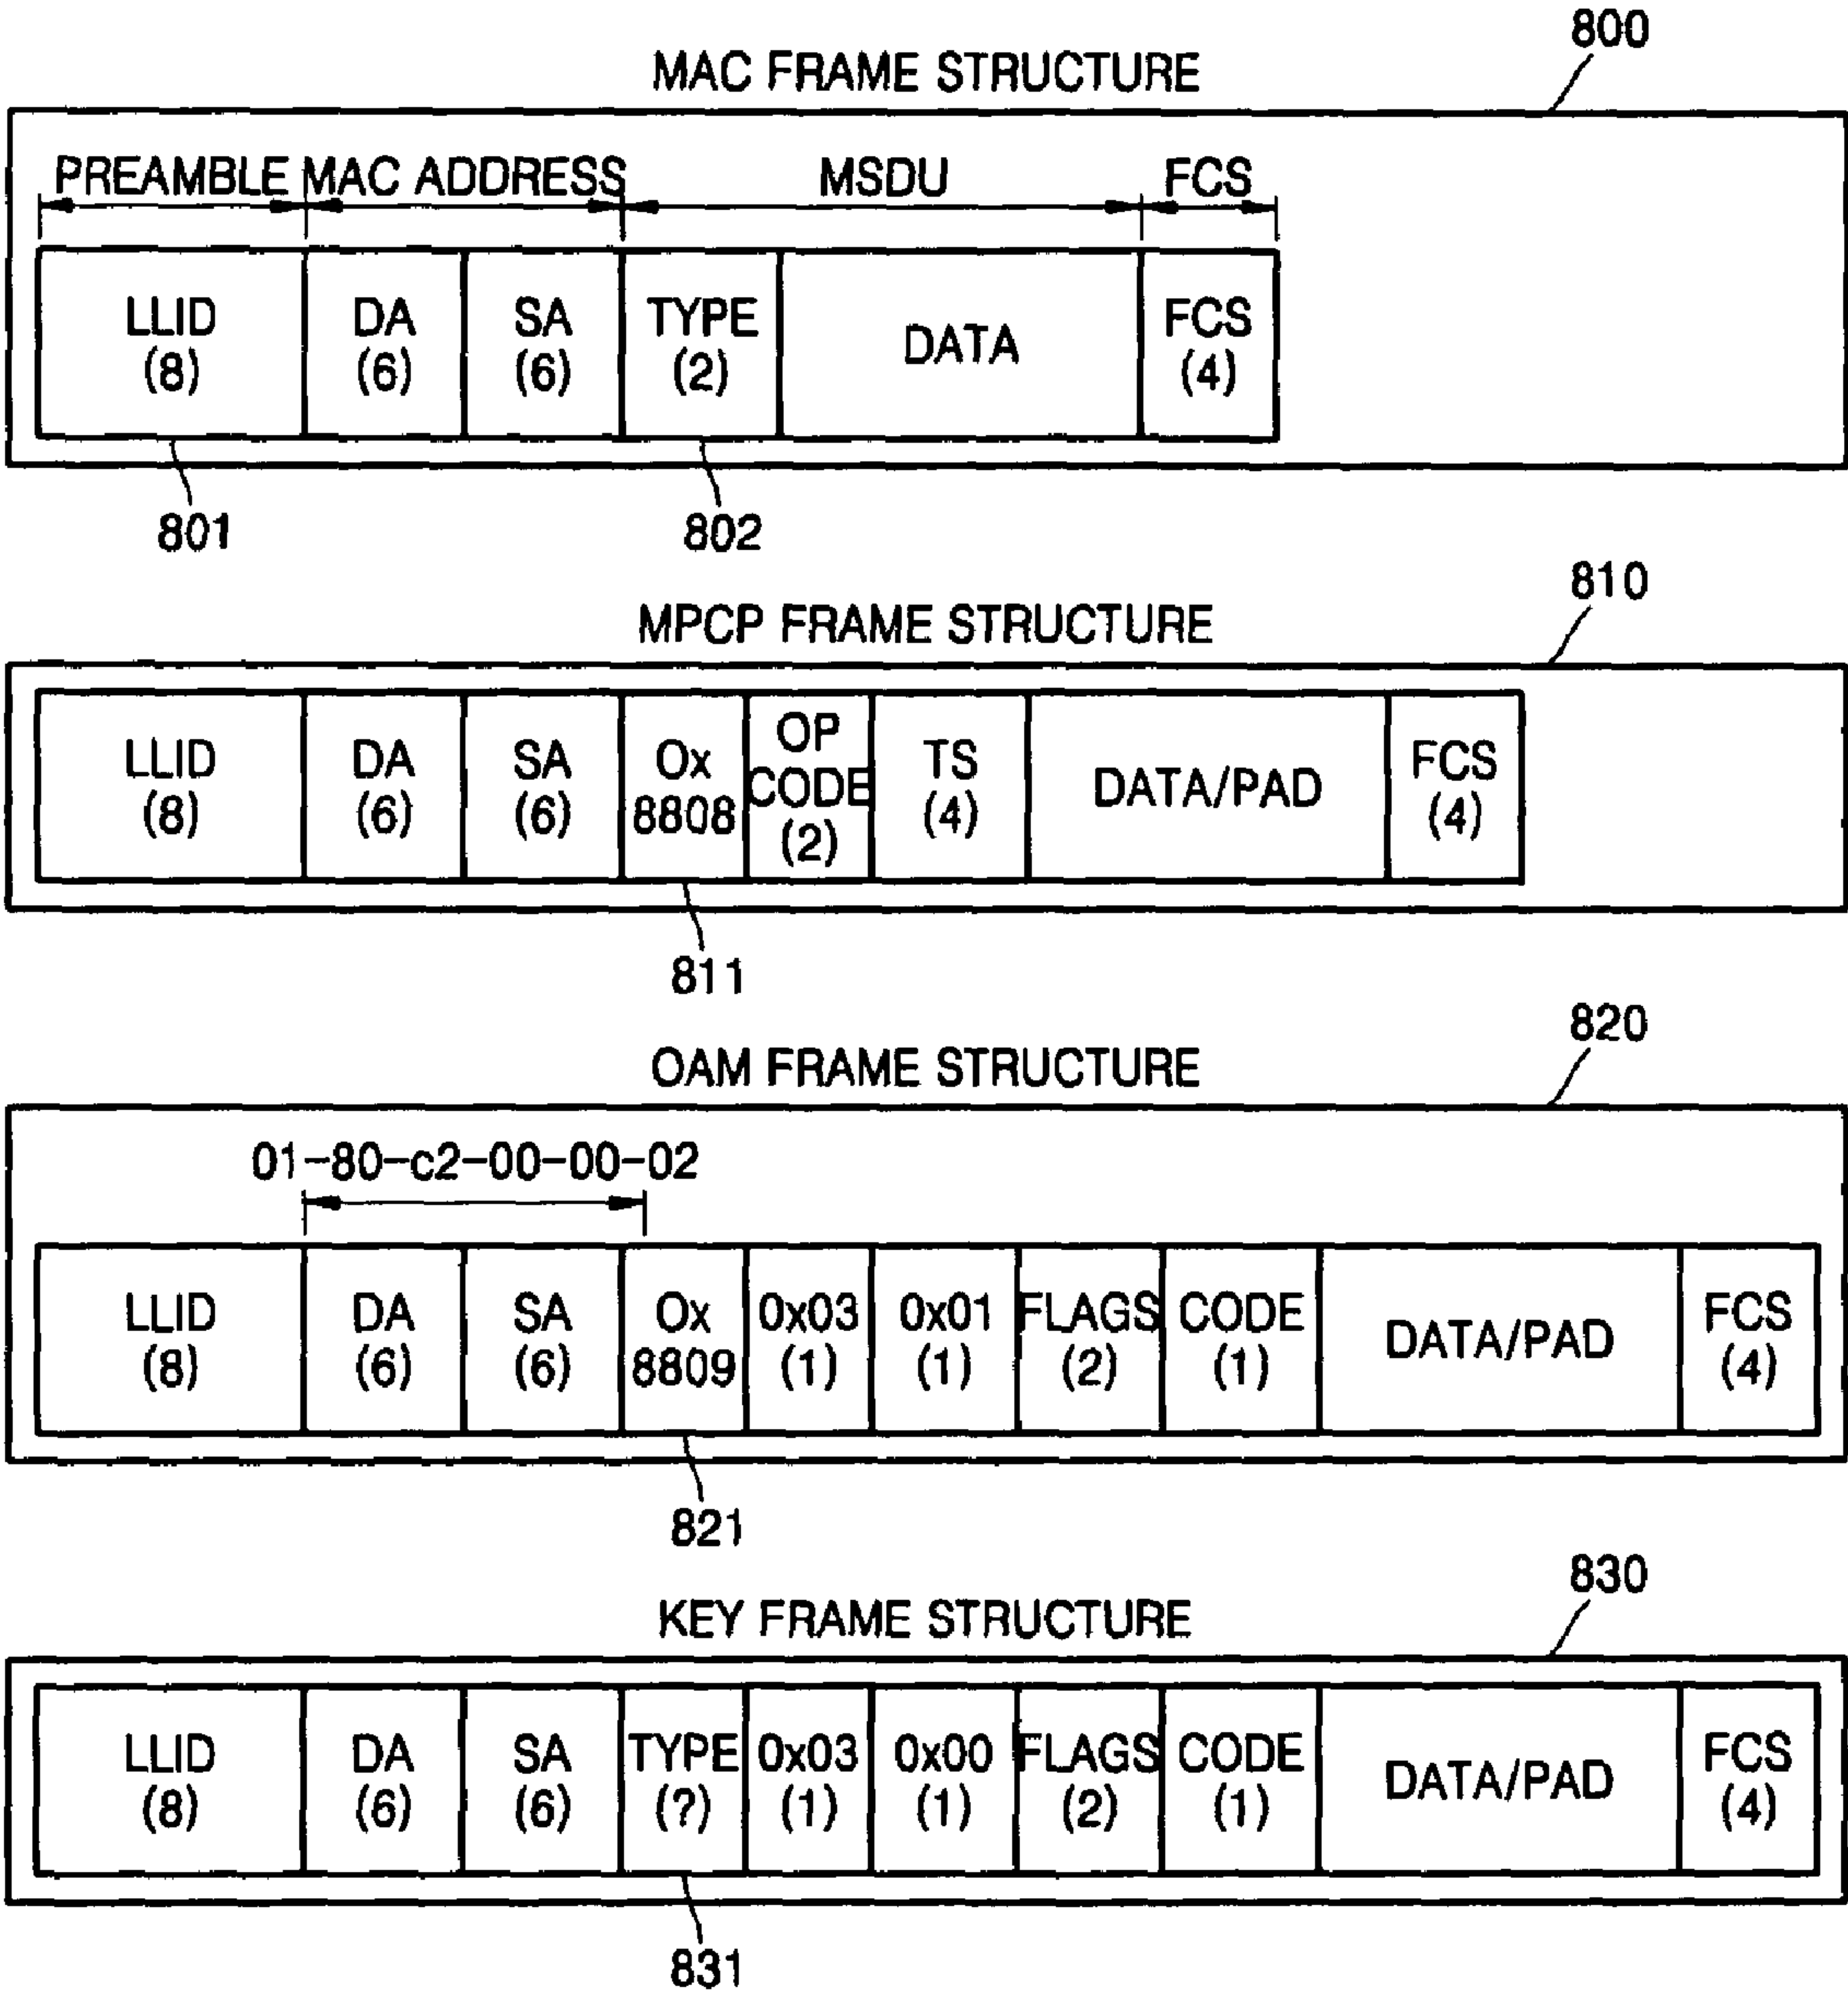 800
MAC FRAME STRUCTURE
PREAMBLE MAC ADDRESS MSDU FCS
LLID DA SA TYPE DATA FCS
(8) (6) (6) (2) (4)
801 802
810
MPCP FRAME STRUCTURE
LLID DA SA Ox OP TS DATA/PAD FCS
(8) (6) (6) 8808 CODE (4) (4)
(2)
811
820
OAM FRAME STRUCTURE
01-80-c2-00-00-02
LLID DA SA Ox 0x03 0x01 FLAGS CODE DATA/PAD FCS
(8) (6) (6) 8809 (1) (1) (2) (1) (4)
821
830
KEY FRAME STRUCTURE
LLID DA SA TYPE 0x03 0x00 FLAGS CODE DATA/PAD FCS
(8) (6) (6) (?) (1) (1) (2) (1) (4)
831